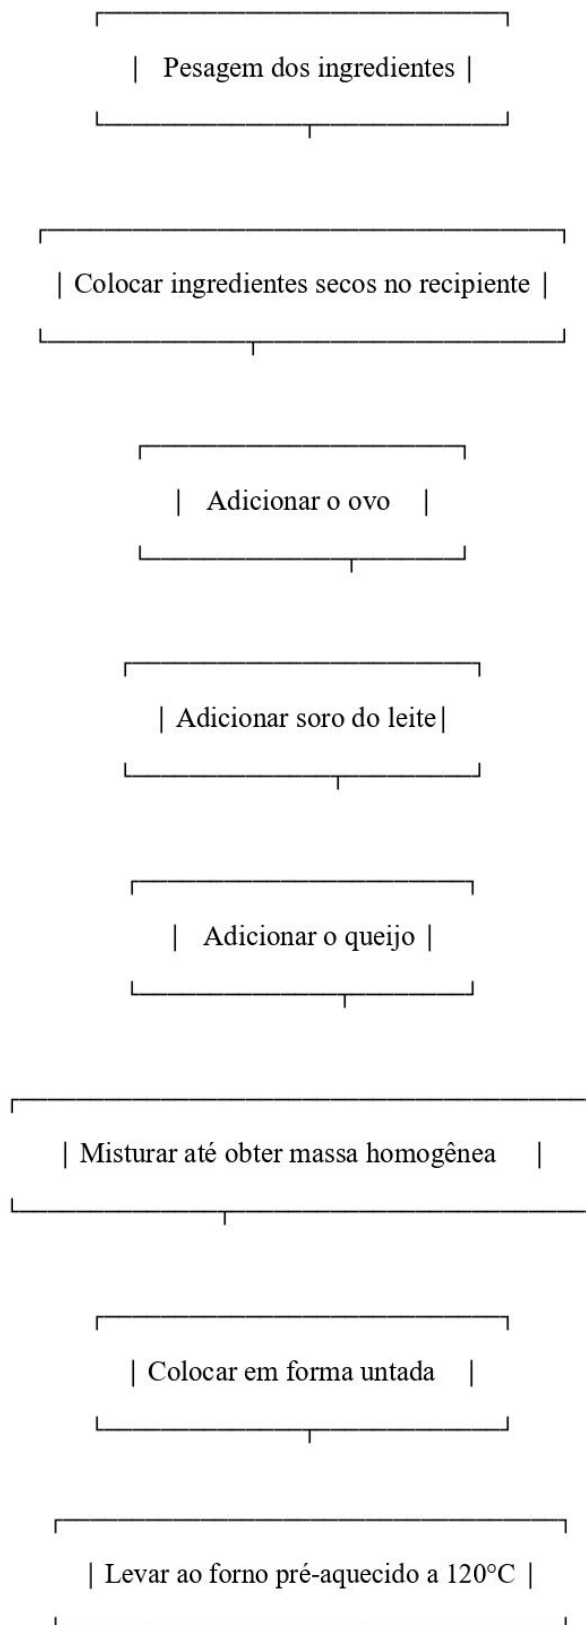 | Pesagem dos ingredientes |
| Colocar ingredientes secos no recipiente |
| Adicionar o ovo |
| Adicionar soro do leite|
| Adicionar o queijo |
| Misturar até obter massa homogênea |
| Colocar em forma untada |
| Levar ao forno pré-aquecido a 120°C |